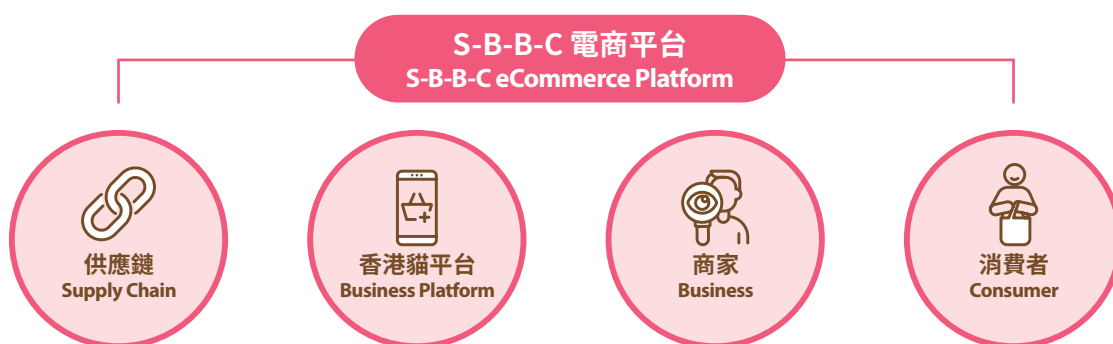 S-B-B-C 電商平台
S-B-B-C eCommerce Platform
供應鏈
Supply Chain
香港貓平台
Business Platform
商家
Business
消費者
Consumer